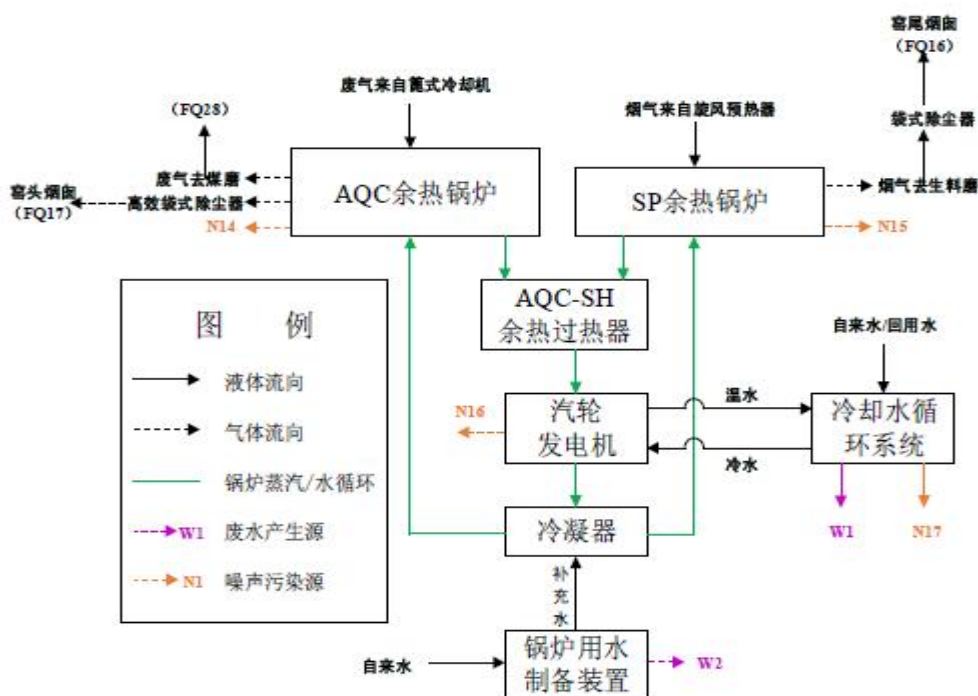 窑尾烟囱
(FQ16)
废气来自篦式冷却机
烟气来自旋风预热器
（FQ28）
袋式除尘器
AQC余热锅炉
SP余热锅炉
废气去煤磨
烟气去生料磨
窑头烟囱
(FQ17)
高效袋式除尘器
N14
N15
AQC-SH
余热过热器
图 例
液体流向
气体流向
锅炉蒸汽/水循环
W1 废水产生源
N1 噪声污染源
自来水/回用水
N16
汽轮
发电机
温水
冷水
冷却水循
环系统
W1
N17
冷凝器
补
充
水
自来水
锅炉用水
制备装置
W2